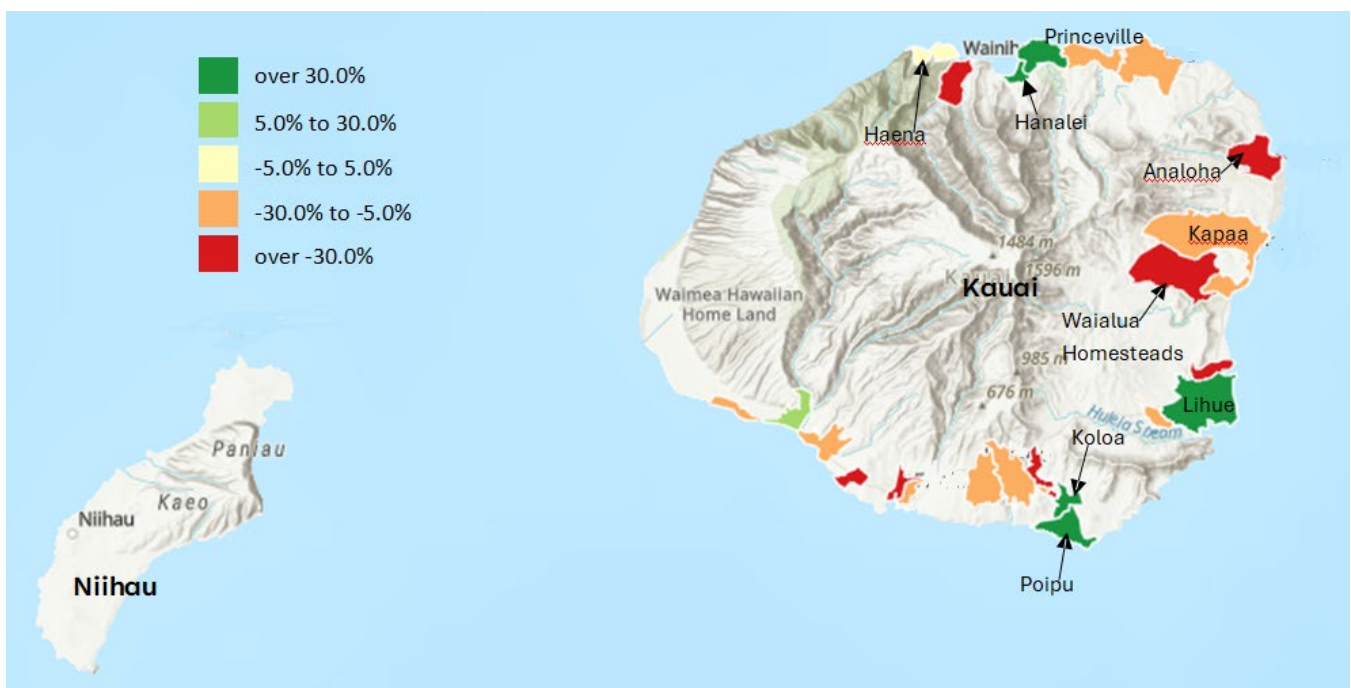 over 30.0%
5.0% to 30.0%
-5.0% to 5.0%
-30.0% to -5.0%
over -30.0%
Princeville
Wainih
Haena
Hanalei
Analoha
Kapaa
1484 m
1596 m
Kauai
Waimea Hawaiian
Home Land
Waialua
Homesteads
985 m
676 m
Lihue
Huleia Stream
Koloa
Poipu
Paniau
Kaeo
Niihau
Niihau